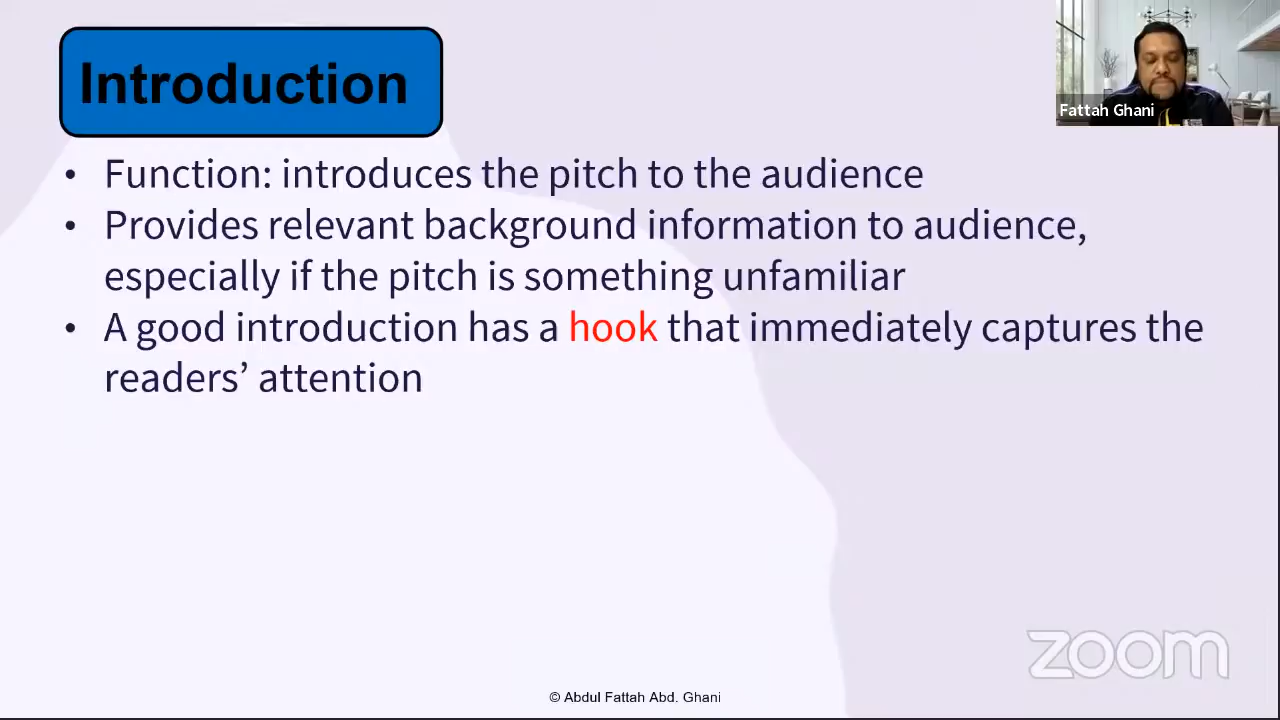 Introduction
Fattah Ghani
• Function: introduces the pitch to the audience
• Provides relevant background information to audience,
especially if the pitch is something unfamiliar
• A good introduction has a hook that immediately captures the
readers’ attention
zoom
© Abdul Fattah Abd. Ghani